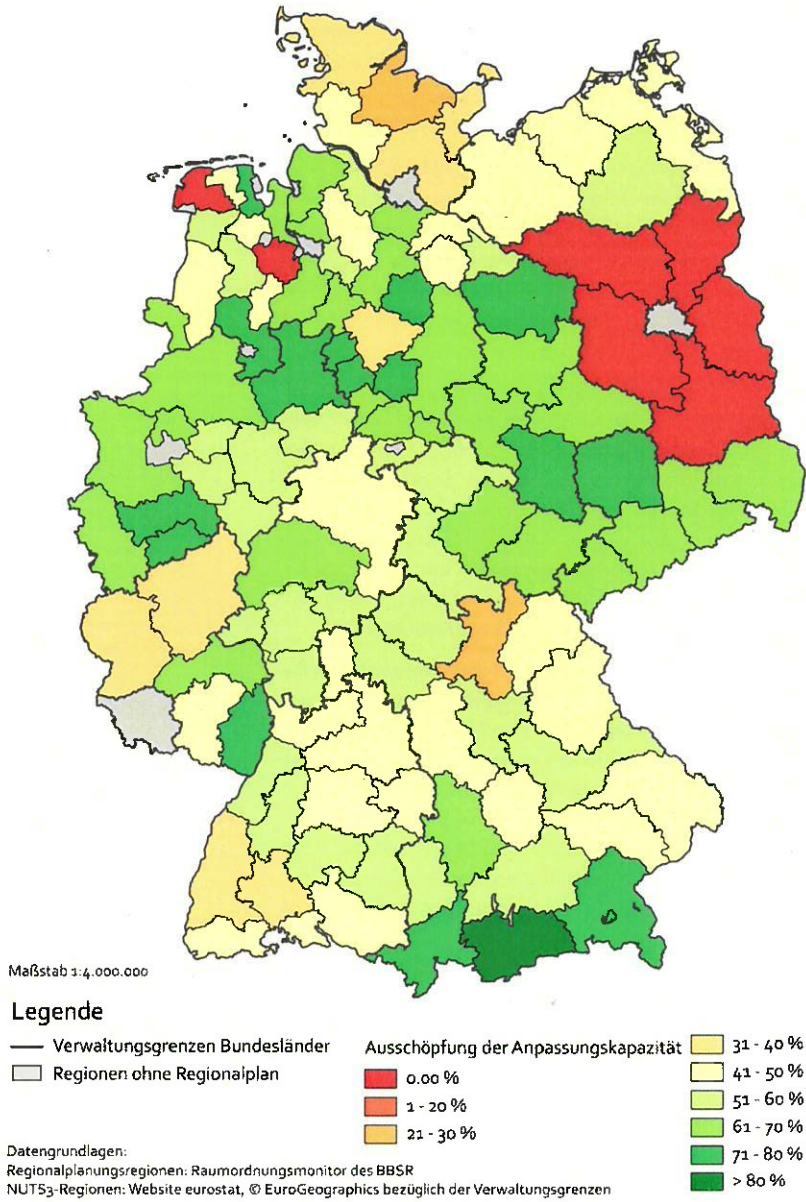 Maßstab 1:4.000.000
Legende
Verwaltungsgrenzen Bundesländer
Regionen ohne Regionalplan
Ausschöpfung der Anpassungskapazität
0.00 %
1 - 20 %
21 - 30 %
31 - 40 %
41 - 50 %
51 - 60 %
61 - 70 %
71 - 80 %
> 80 %
Datengrundlagen:
Regionalplanungsregionen: Raumordnungsmonitor des BBSR
NUTS3-Regionen: Website eurostat, © EuroGeographics bezüglich der Verwaltungsgrenzen